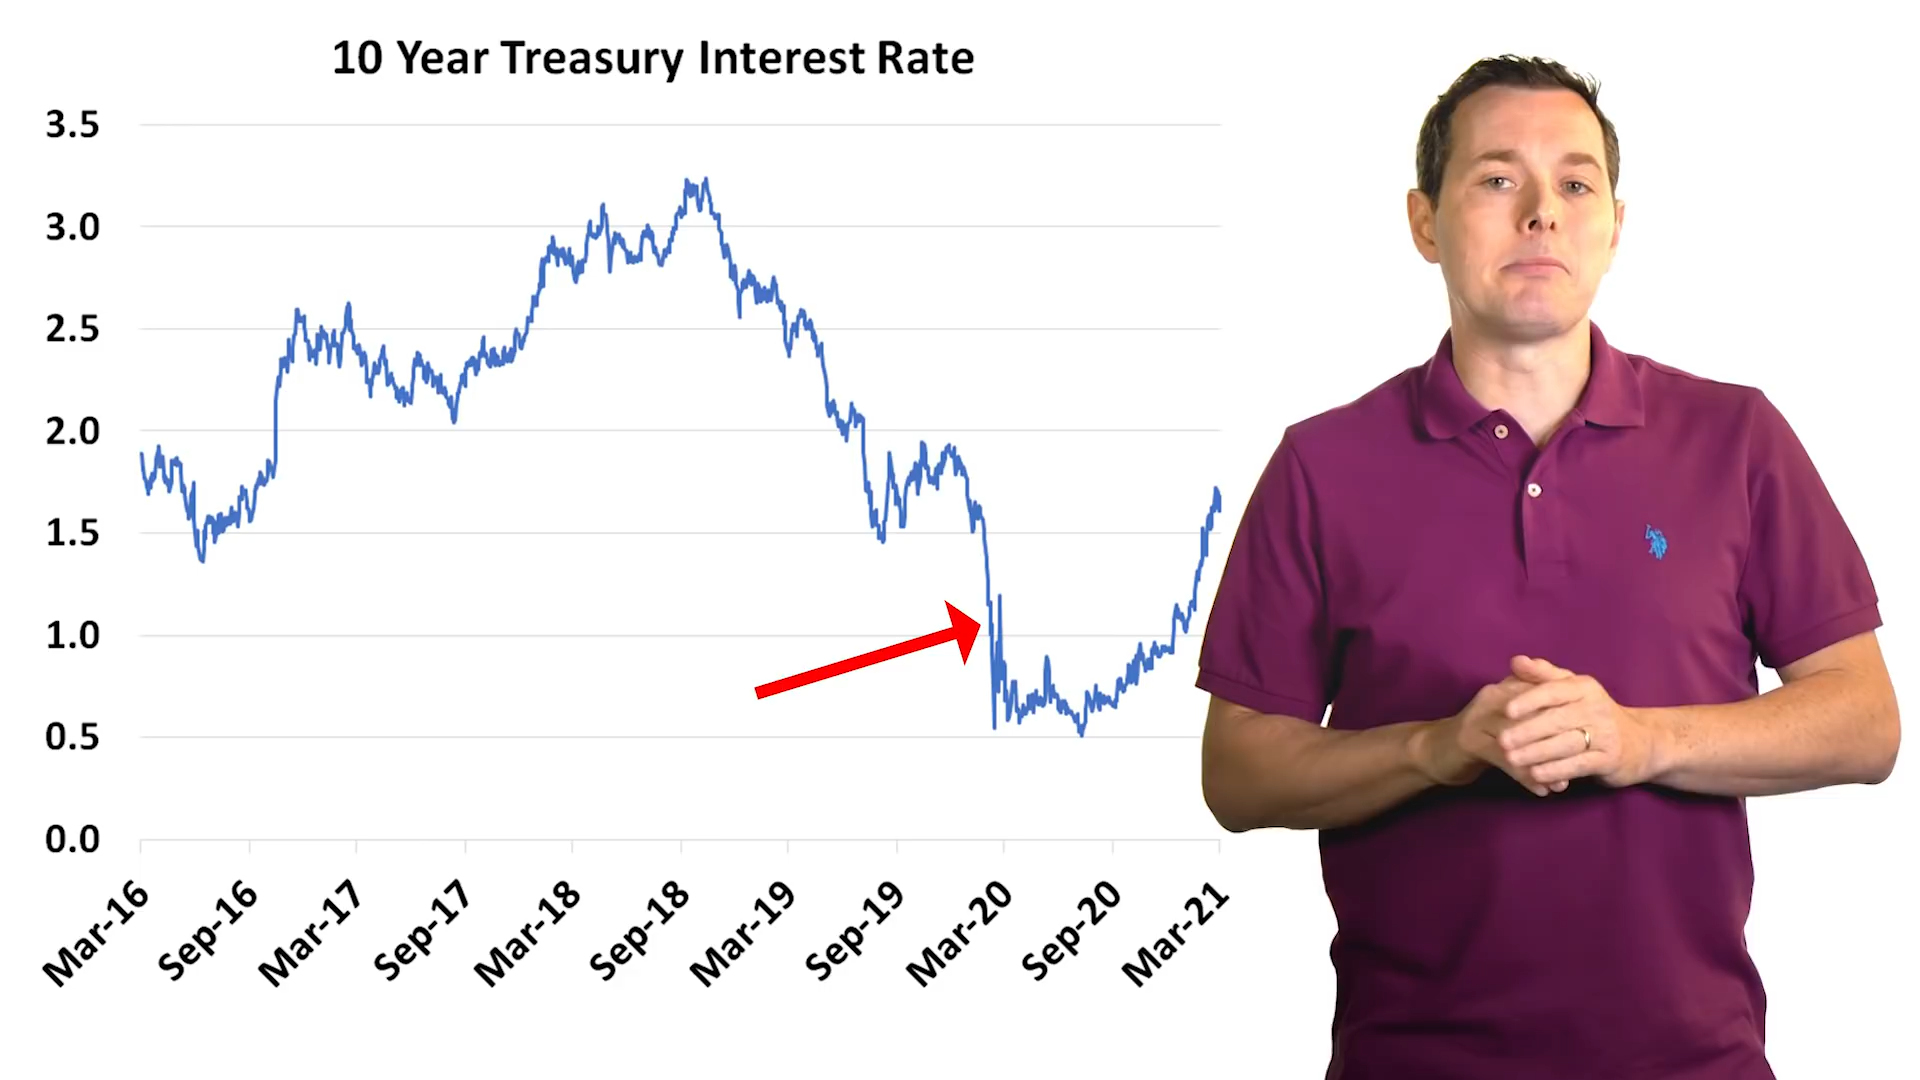 10 Year Treasury Interest Rate
3.5
3.0
2.5
2.0
1.5
1.0
0.5
0.0
Mar-16
Sep-16
Mar-17
Sep-17
Mar-18
Sep-18
Mar-19
Sep-19
Mar-20
Sep-20
Mar-21